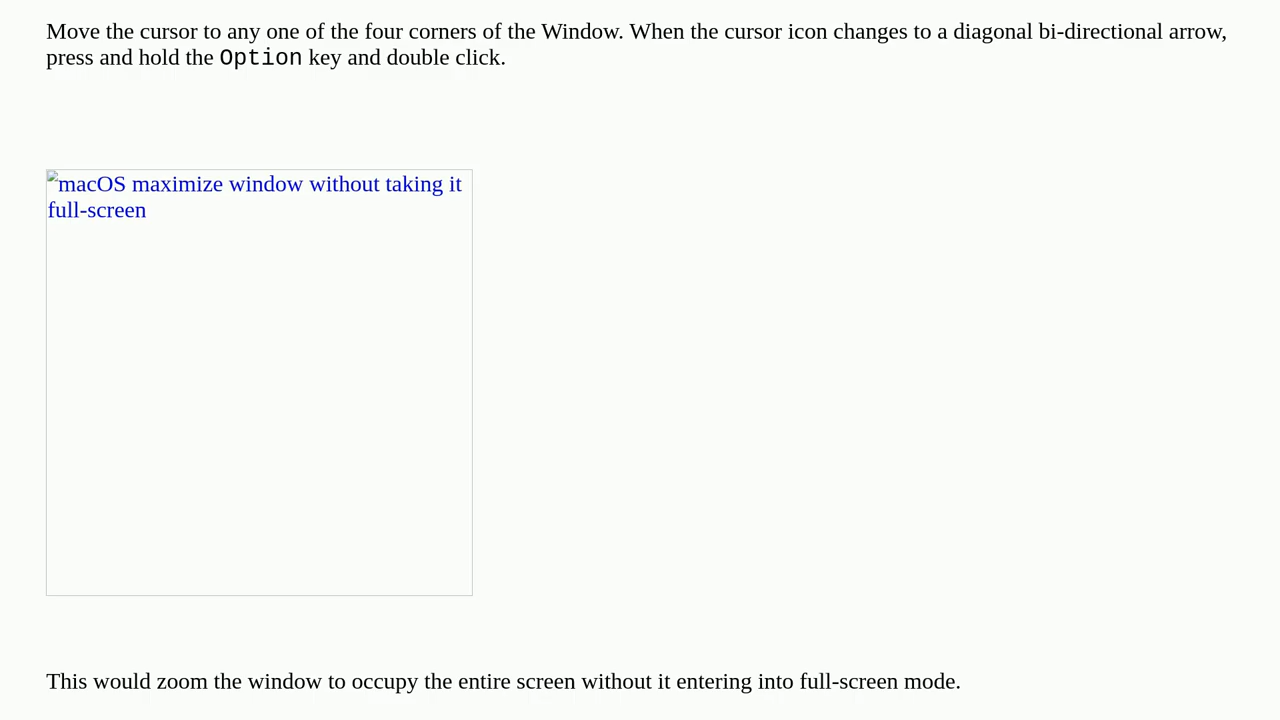 Move the cursor to any one of the four corners of the Window. When the cursor icon changes to a diagonal bi-directional arrow,
press and hold the Option key and double click.
macOS maximize window without taking it
full-screen
This would zoom the window to occupy the entire screen without it entering into full-screen mode.